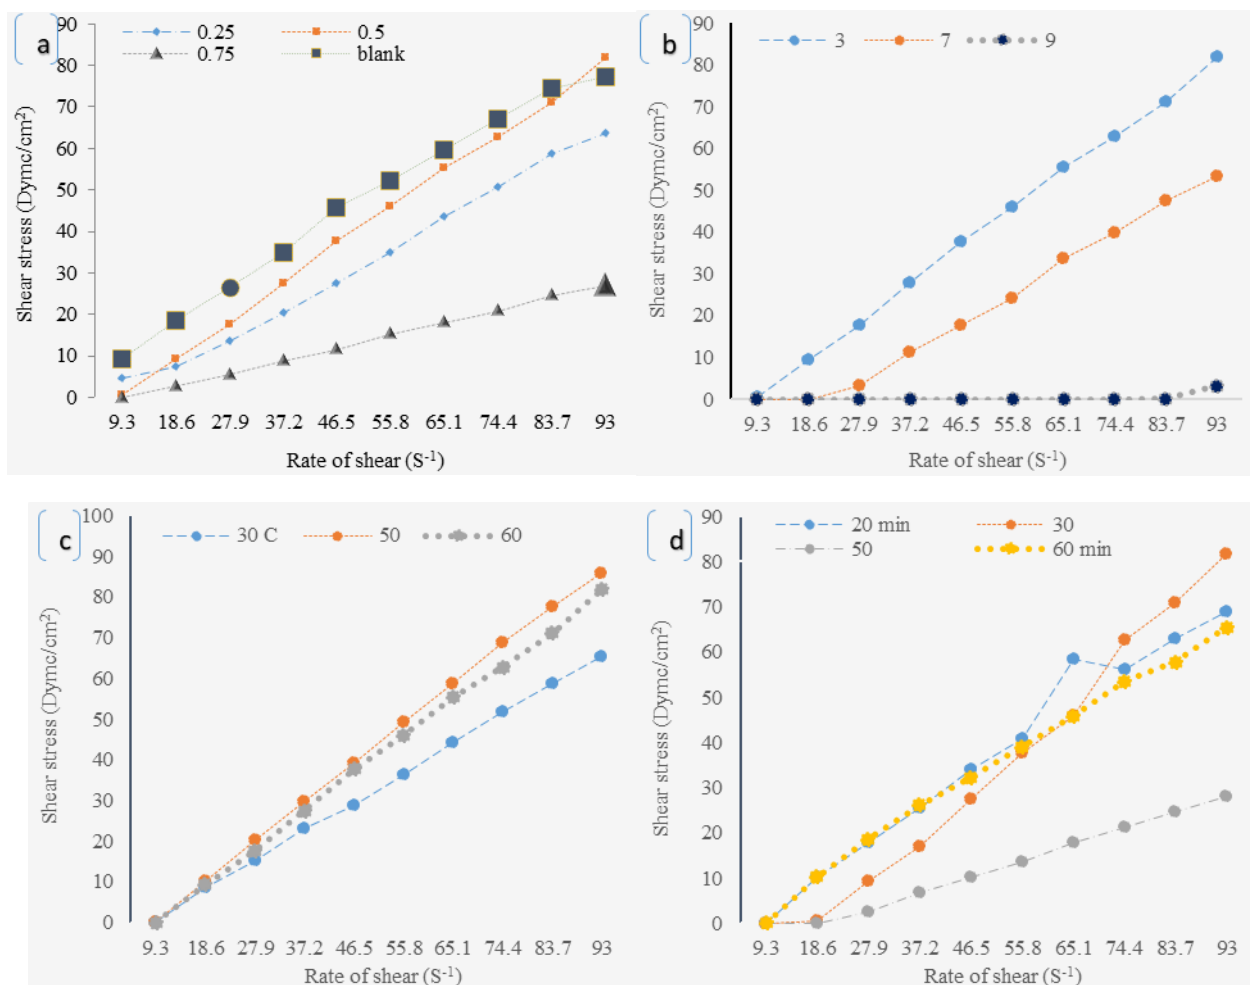 a
0.25
0.5
0.75
blank
90
80
70
60
50
40
30
20
10
0
Shear stress (Dymc/cm²)
9.3 18.6 27.9 37.2 46.5 55.8 65.1 74.4 83.7 93
Rate of shear (S⁻¹)
b
3 7 9
90
80
70
60
50
40
30
20
10
0
Shear stress (Dymc/cm²)
9.3 18.6 27.9 37.2 46.5 55.8 65.1 74.4 83.7 93
Rate of shear (S⁻¹)
c
30 C 50 60
100
90
80
70
60
50
40
30
20
10
0
Shear stress (Dymc/cm²)
9.3 18.6 27.9 37.2 46.5 55.8 65.1 74.4 83.7 93
Rate of shear (S⁻¹)
d
20 min
30
50
60 min
90
80
70
60
50
40
30
20
10
0
Shear stress (Dymc/cm²)
9.3 18.6 27.9 37.2 46.5 55.8 65.1 74.4 83.7 93
Rate of shear (S⁻¹)